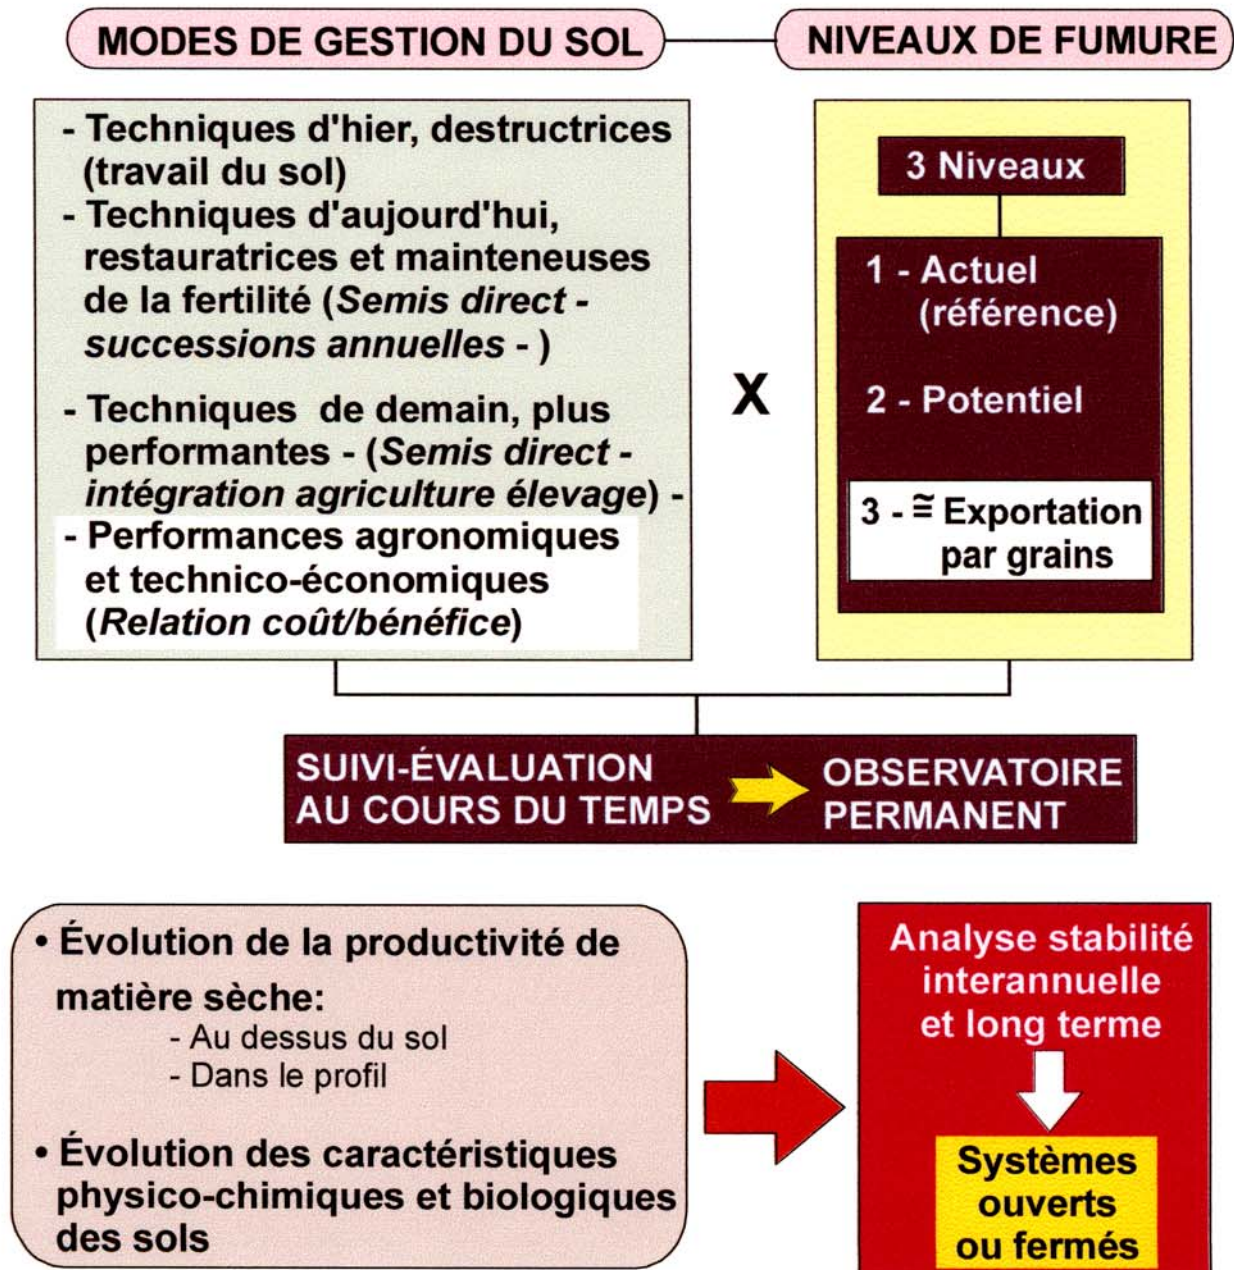 MODES DE GESTION DU SOL
NIVEAUX DE FUMURE
- Techniques d'hier, destructrices
(travail du sol)
- Techniques d'aujourd'hui,
restauratrices et mainteneuses
de la fertilité (Semis direct -
successions annuelles - )
- Techniques de demain, plus
performantes - (Semis direct -
intégration agriculture élevage) -
- Performances agronomiques
et technico-économiques
(Relation coût/bénéfice)
X
3 Niveaux
1 - Actuel
(référence)
2 - Potentiel
3 - ≅ Exportation
par grains
SUIVI-ÉVALUATION
AU COURS DU TEMPS
OBSERVATOIRE
PERMANENT
• Évolution de la productivité de
matière sèche:
- Au dessus du sol
- Dans le profil
• Évolution des caractéristiques
physico-chimiques et biologiques
des sols
Analyse stabilité
interannuelle
et long terme
Systèmes
ouverts
ou fermés